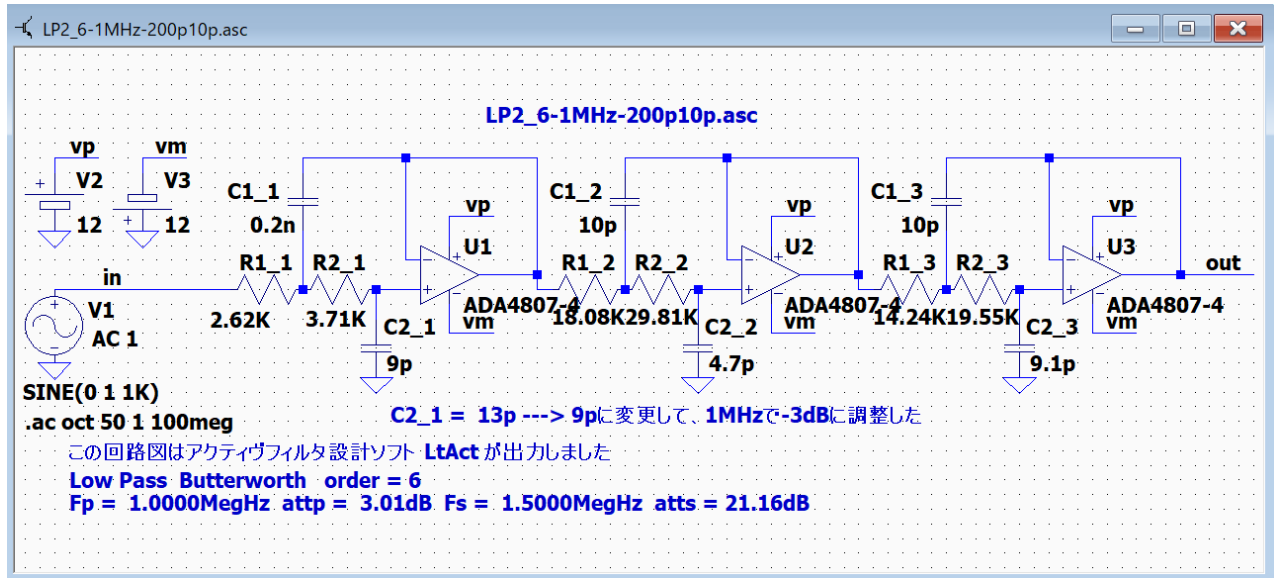 LP2_6-1MHz-200p10p.asc
LP2_6-1MHz-200p10p.asc
vp
vm
V2
V3
12
12
C1_1
0.2n
C1_2
10p
C1_3
10p
vp
vp
vp
U1
U2
U3
in
R1_1
R2_1
R1_2
R2_2
R1_3
R2_3
out
V1
AC 1
2.62K
3.71K
ADA4807-4
18.08K
29.81K
ADA4807-4
14.24K
19.55K
ADA4807-4
vm
vm
vm
C2_1
9p
C2_2
4.7p
C2_3
9.1p
SINE(0 1 1K)
.ac oct 50 1 100meg
C2_1 = 13p ---> 9pに変更して、1MHzで-3dBに調整した
この回路図はアクティヴフィルタ設計ソフト LtAct が出力しました
Low Pass Butterworth order = 6
Fp = 1.0000MegHz attp = 3.01dB Fs = 1.5000MegHz atts = 21.16dB